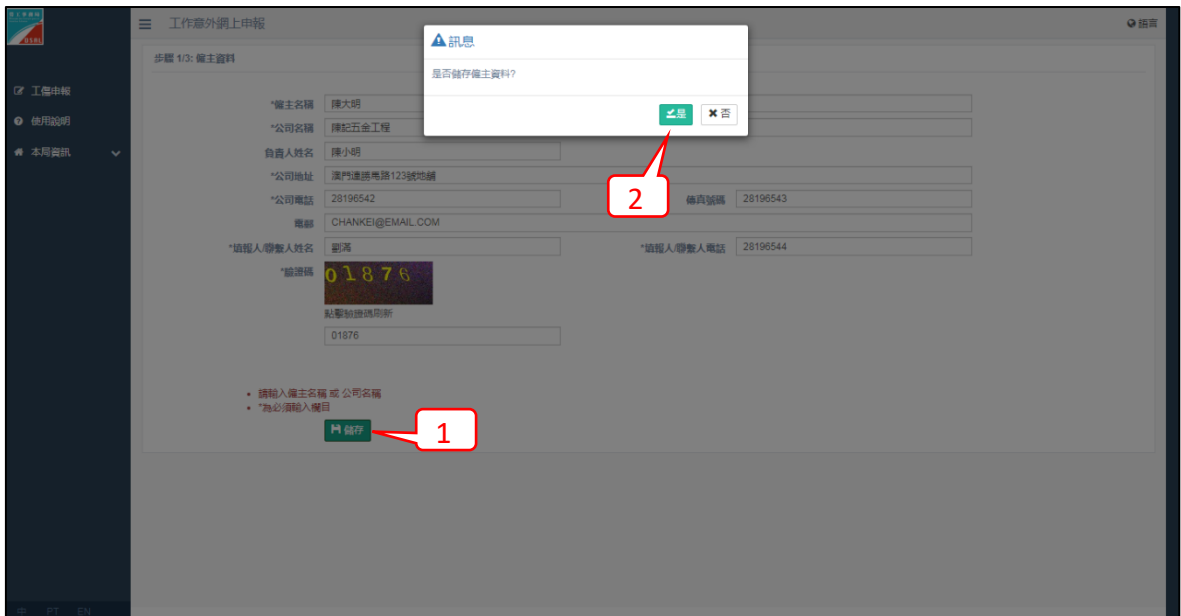 DSAL
工作意外網上申報
語言
工傷申報
使用說明
本局資訊
步驟 1/3: 僱主資料
訊息
是否儲存僱主資料?
是
否
*僱主名稱 陳大明
*公司名稱 陳記五金工程
負責人姓名 陳小明
*公司地址 澳門連勝馬路123號地舖
*公司電話 28196542 傳真號碼 28196543
電郵 CHANKEI@EMAIL.COM
*填報人/聯繫人姓名 劉滿 *填報人/聯繫人電話 28196544
*驗證碼 01876
點擊驗證碼刷新
01876
• 請輸入僱主名稱 或 公司名稱
• *為必須輸入欄目
儲存
1
2
中 PT EN